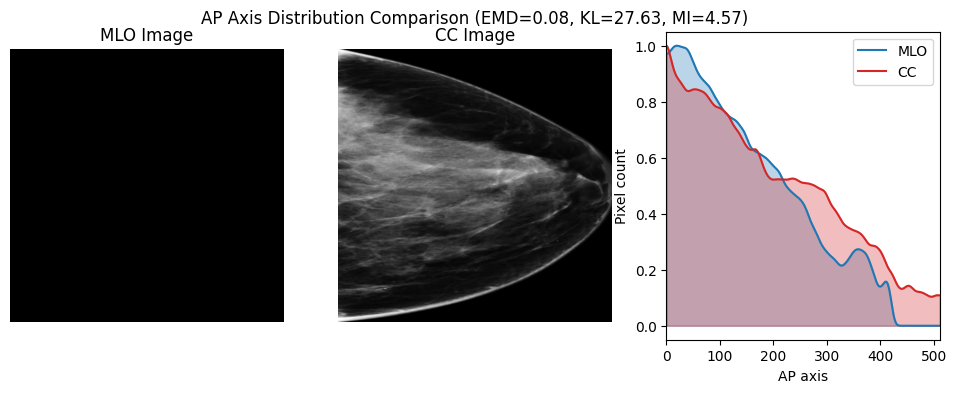 AP Axis Distribution Comparison (EMD=0.08, KL=27.63, MI=4.57)
MLO Image
CC Image
MLO
CC
Pixel count
1.0
0.8
0.6
0.4
0.2
0.0
0 100 200 300 400 500
AP axis